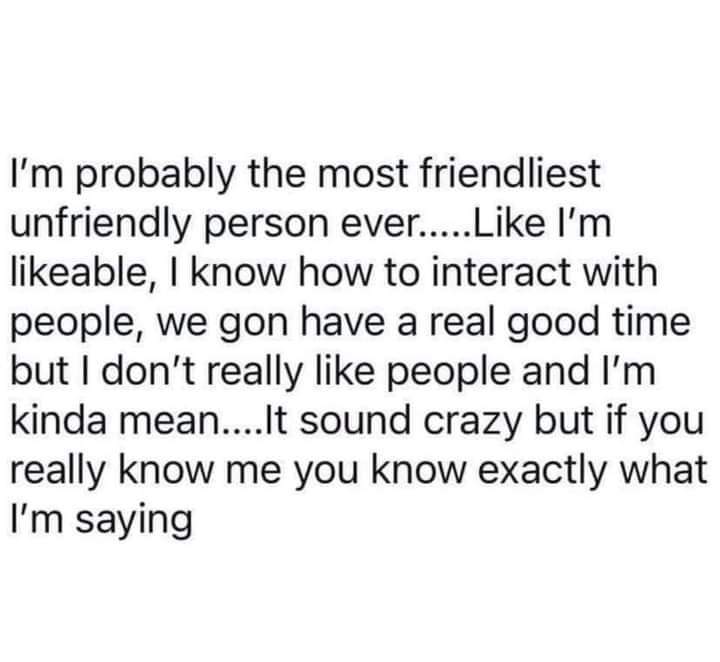 I'm probably the most friendliest
unfriendly person ever.....Like I'm
likeable, I know how to interact with
people, we gon have a real good time
but I don't really like people and I'm
kinda mean....It sound crazy but if you
really know me you know exactly what
I'm saying